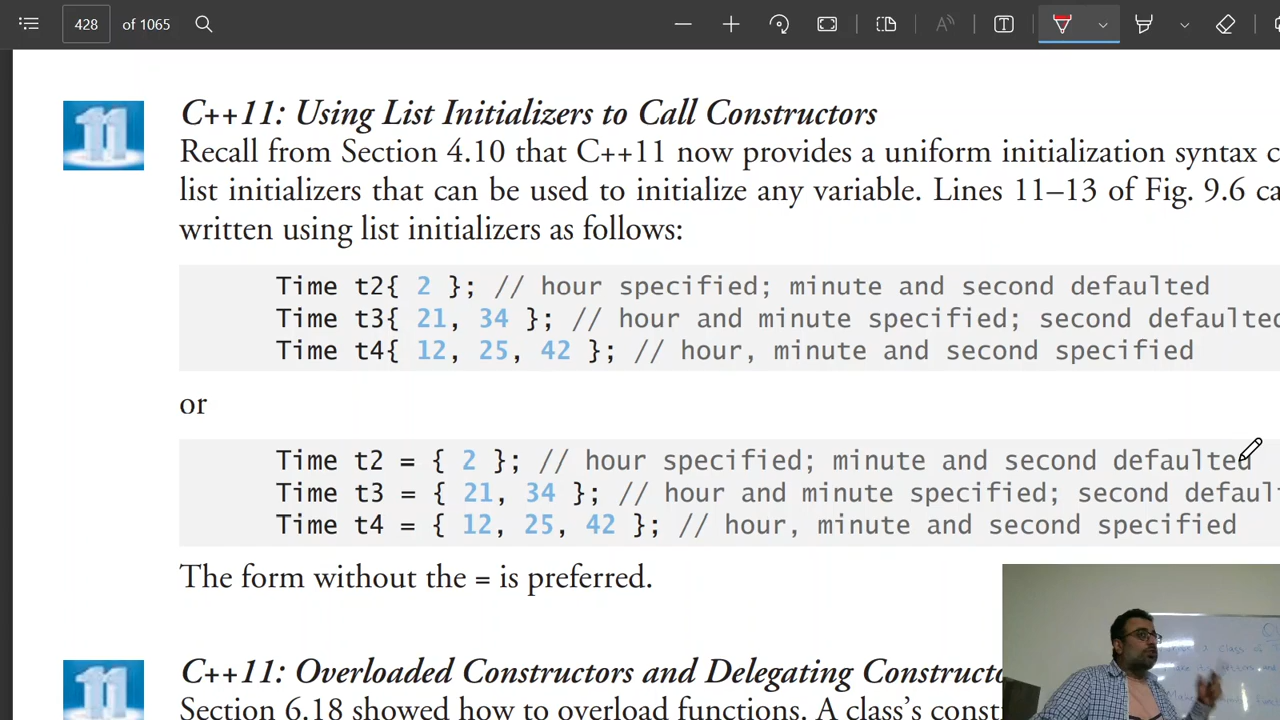 428 of 1065
11
C++11: Using List Initializers to Call Constructors
Recall from Section 4.10 that C++11 now provides a uniform initialization syntax c
list initializers that can be used to initialize any variable. Lines 11–13 of Fig. 9.6 ca
written using list initializers as follows:
Time t2{ 2 }; // hour specified; minute and second defaulted
Time t3{ 21, 34 }; // hour and minute specified; second defaulted
Time t4{ 12, 25, 42 }; // hour, minute and second specified
or
Time t2 = { 2 }; // hour specified; minute and second defaulted
Time t3 = { 21, 34 }; // hour and minute specified; second defaul
Time t4 = { 12, 25, 42 }; // hour, minute and second specified
The form without the = is preferred.
11
C++11: Overloaded Constructors and Delegating Constructo
Section 6.18 showed how to overload functions. A class’s const